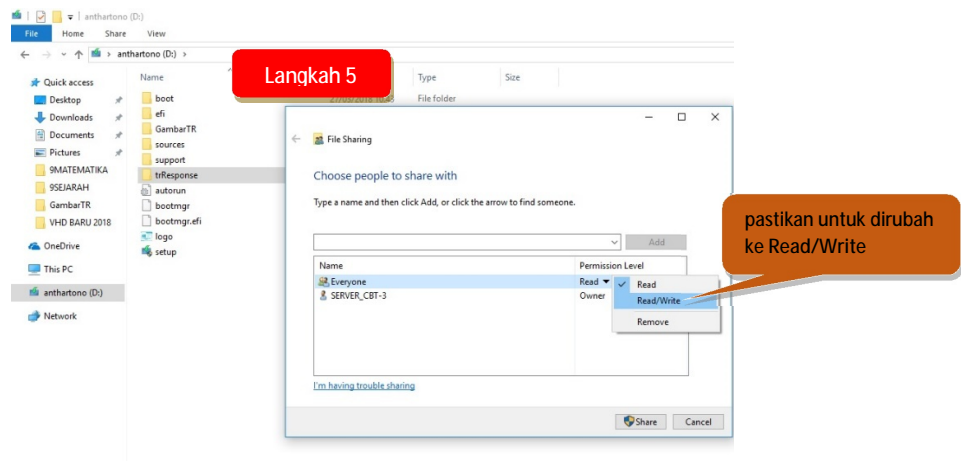 anthartono (D:)
File Home Share View
anthartono (D:)
Langkah 5
Name Type Size
Quick access
Desktop
Downloads
Documents
Pictures
9MATEMATIKA
9SEJARAH
GambarTR
VHD BARU 2018
OneDrive
This PC
anthartono (D:)
Network
boot File folder
efi
GambarTR
sources
support
trResponse
autorun
bootmgr
bootmgr.efi
logo
setup
File Sharing
Choose people to share with
Type a name and then click Add, or click the arrow to find someone.
Add
Name Permission Level
Everyone Read
SERVER_CBT-3 Owner
Read
Read/Write
Remove
I'm having trouble sharing
Share Cancel
pastikan untuk dirubah
ke Read/Write